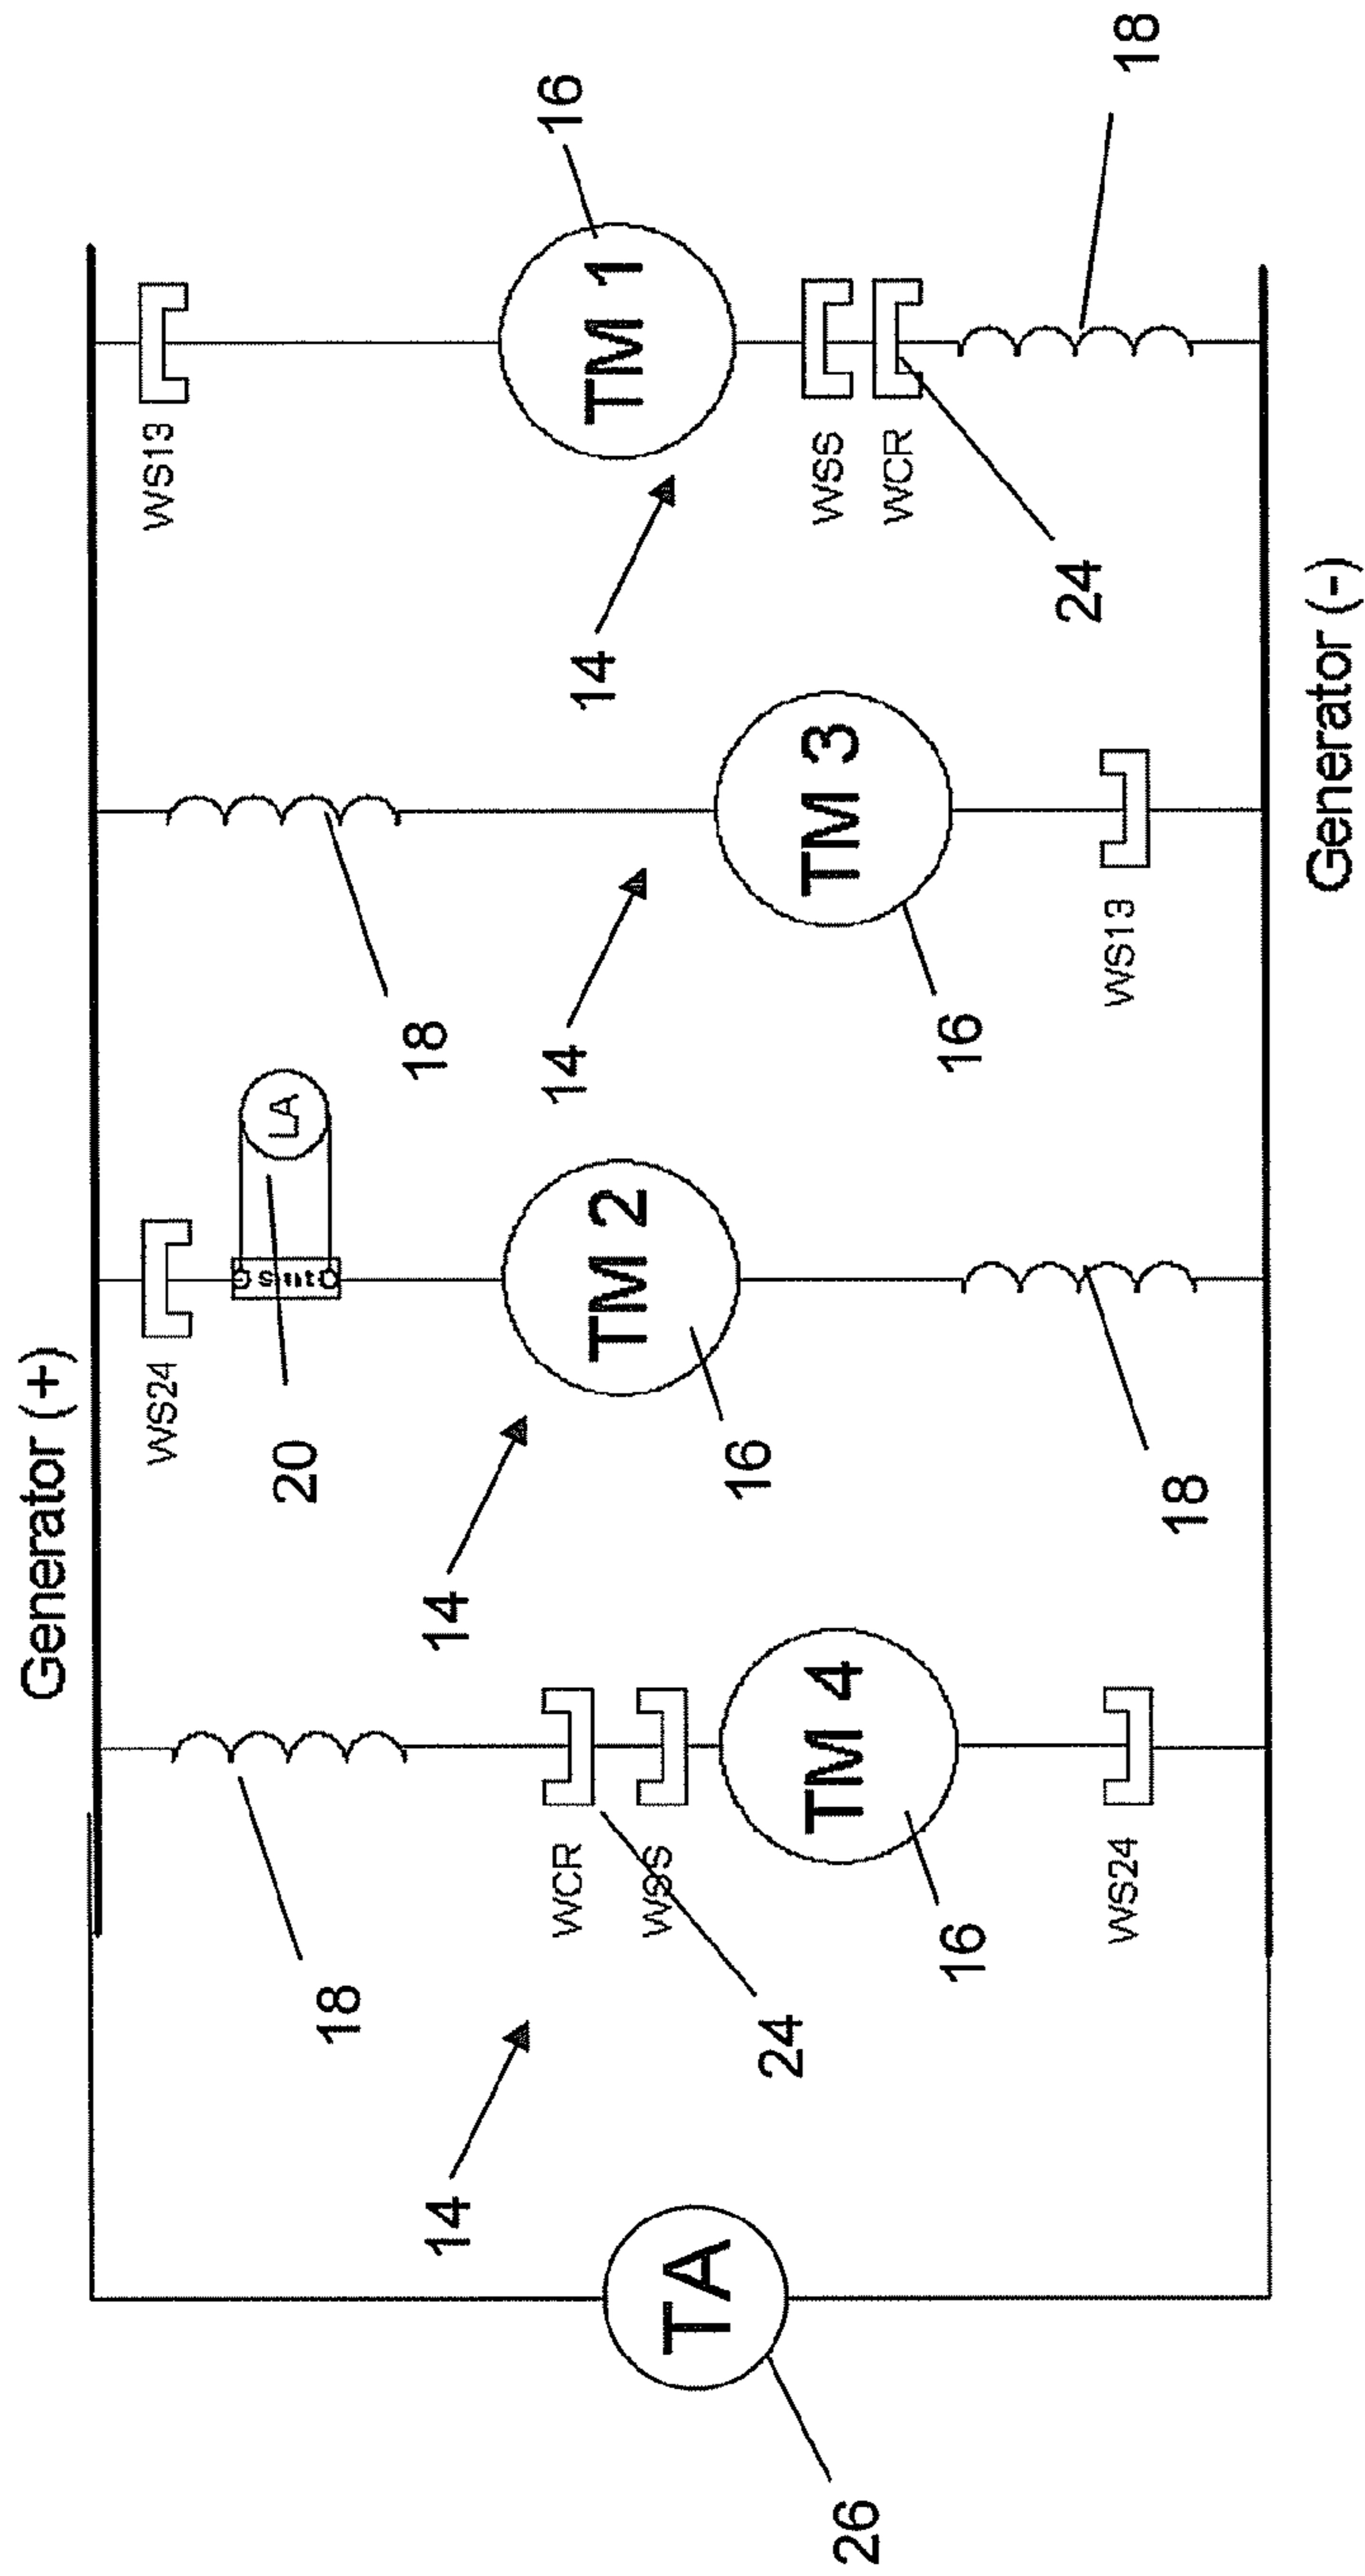 Generator (+)
WS24
WS13
LA
20
18
18
14
14
16
14
14
WCR
TM 2
TM 1
WSS
TA
16
24
TM 4
TM 3
WSS
26
WCR
16
16
24
WS24
WS13
18
18
Generator (-)